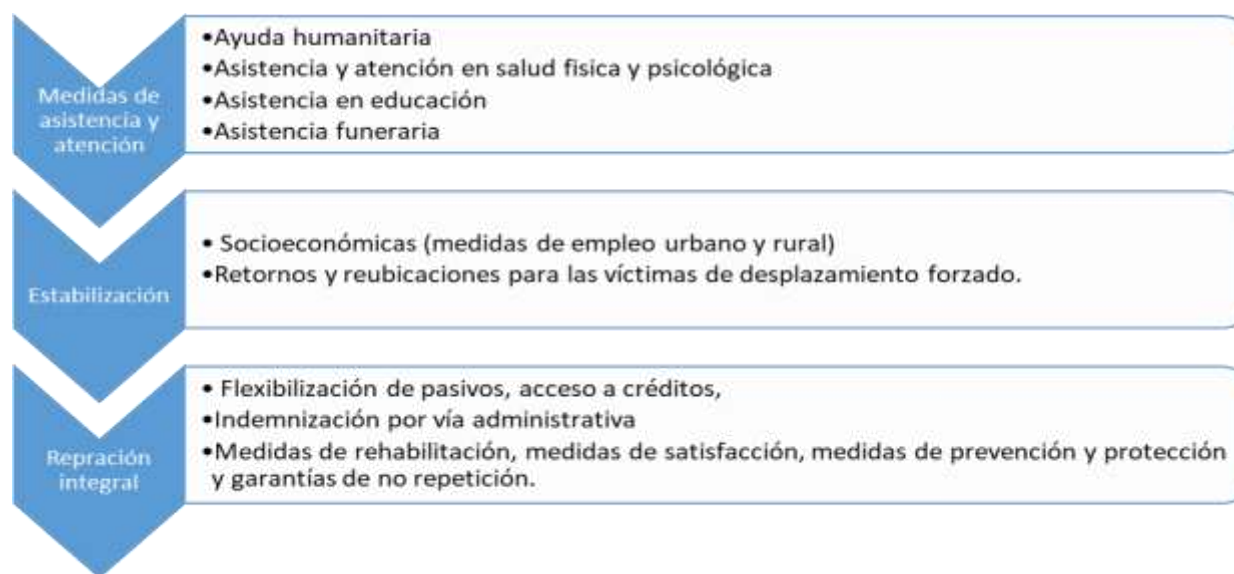 Medidas de
asistencia y
atención
•Ayuda humanitaria
•Asistencia y atención en salud fisica y psicológica
•Asistencia en educación
•Asistencia funeraria
Estabilización
• Socioeconómicas (medidas de empleo urbano y rural)
•Retornos y reubicaciones para las víctimas de desplazamiento forzado.
Repración
integral
• Flexibilización de pasivos, acceso a créditos,
•Indemnización por vía administrativa
•Medidas de rehabilitación, medidas de satisfacción, medidas de prevención y protección
y garantías de no repetición.